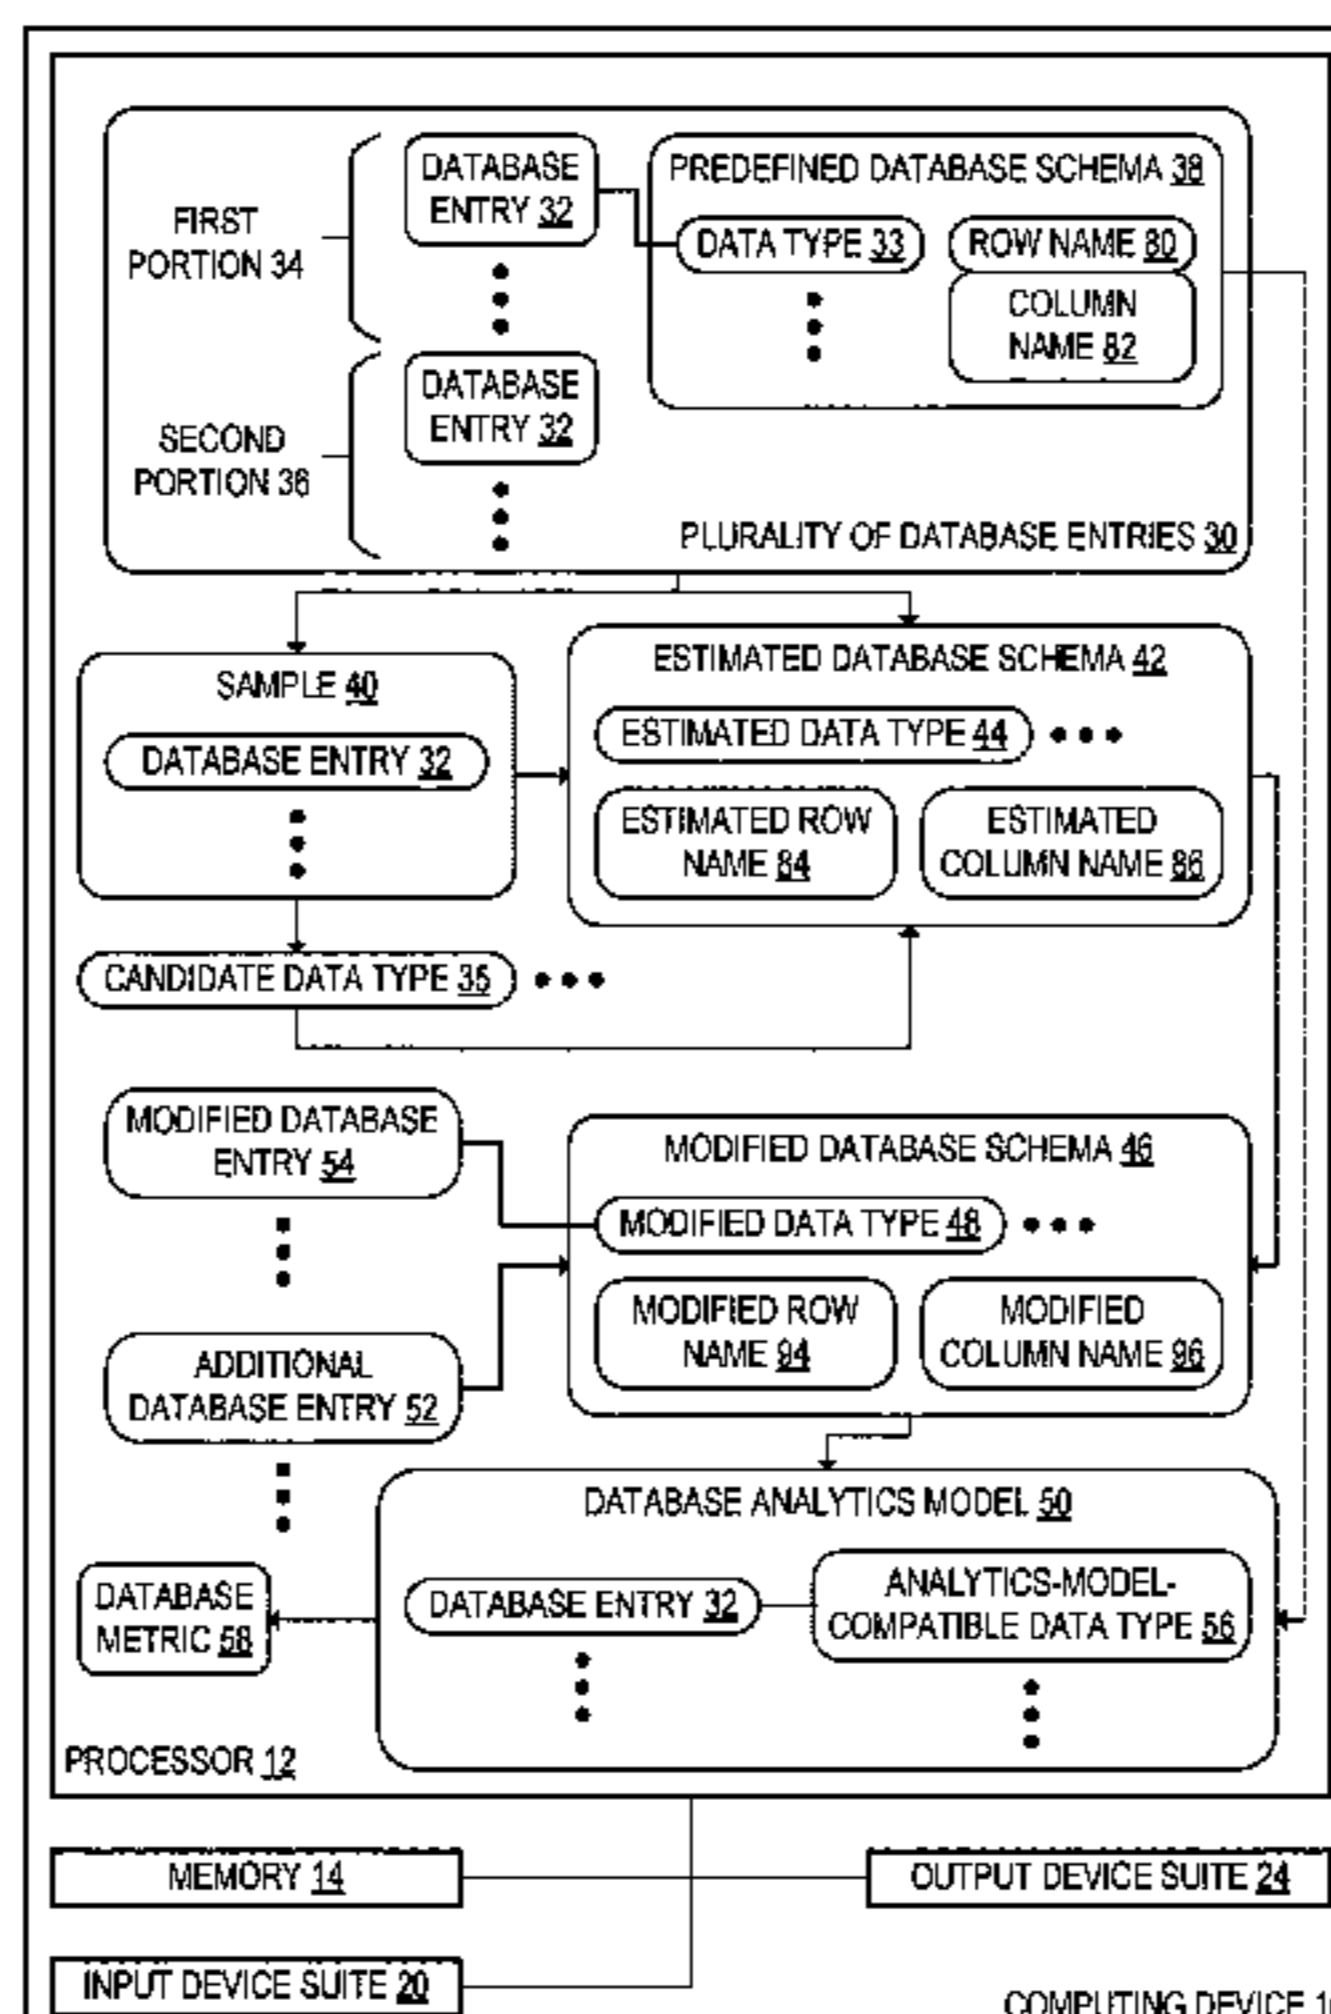 DATABASE
ENTRY 32
PREDEFINED DATABASE SCHEMA 38
FIRST
PORTION 34
DATA TYPE 33
ROW NAME 80
COLUMN
NAME 82
DATABASE
ENTRY 32
SECOND
PORTION 36
PLURALITY OF DATABASE ENTRIES 30
SAMPLE 40
DATABASE ENTRY 32
ESTIMATED DATABASE SCHEMA 42
ESTIMATED DATA TYPE 44
ESTIMATED ROW
NAME 84
ESTIMATED
COLUMN NAME 86
CANDIDATE DATA TYPE 35
MODIFIED DATABASE
ENTRY 54
MODIFIED DATABASE SCHEMA 46
MODIFIED DATA TYPE 48
MODIFIED ROW
NAME 94
MODIFIED
COLUMN NAME 96
ADDITIONAL
DATABASE ENTRY 52
DATABASE ANALYTICS MODEL 50
DATABASE
METRIC 58
DATABASE ENTRY 32
ANALYTICS-MODEL-
COMPATIBLE DATA TYPE 56
PROCESSOR 12
MEMORY 14
OUTPUT DEVICE SUITE 24
INPUT DEVICE SUITE 20
COMPUTING DEVICE